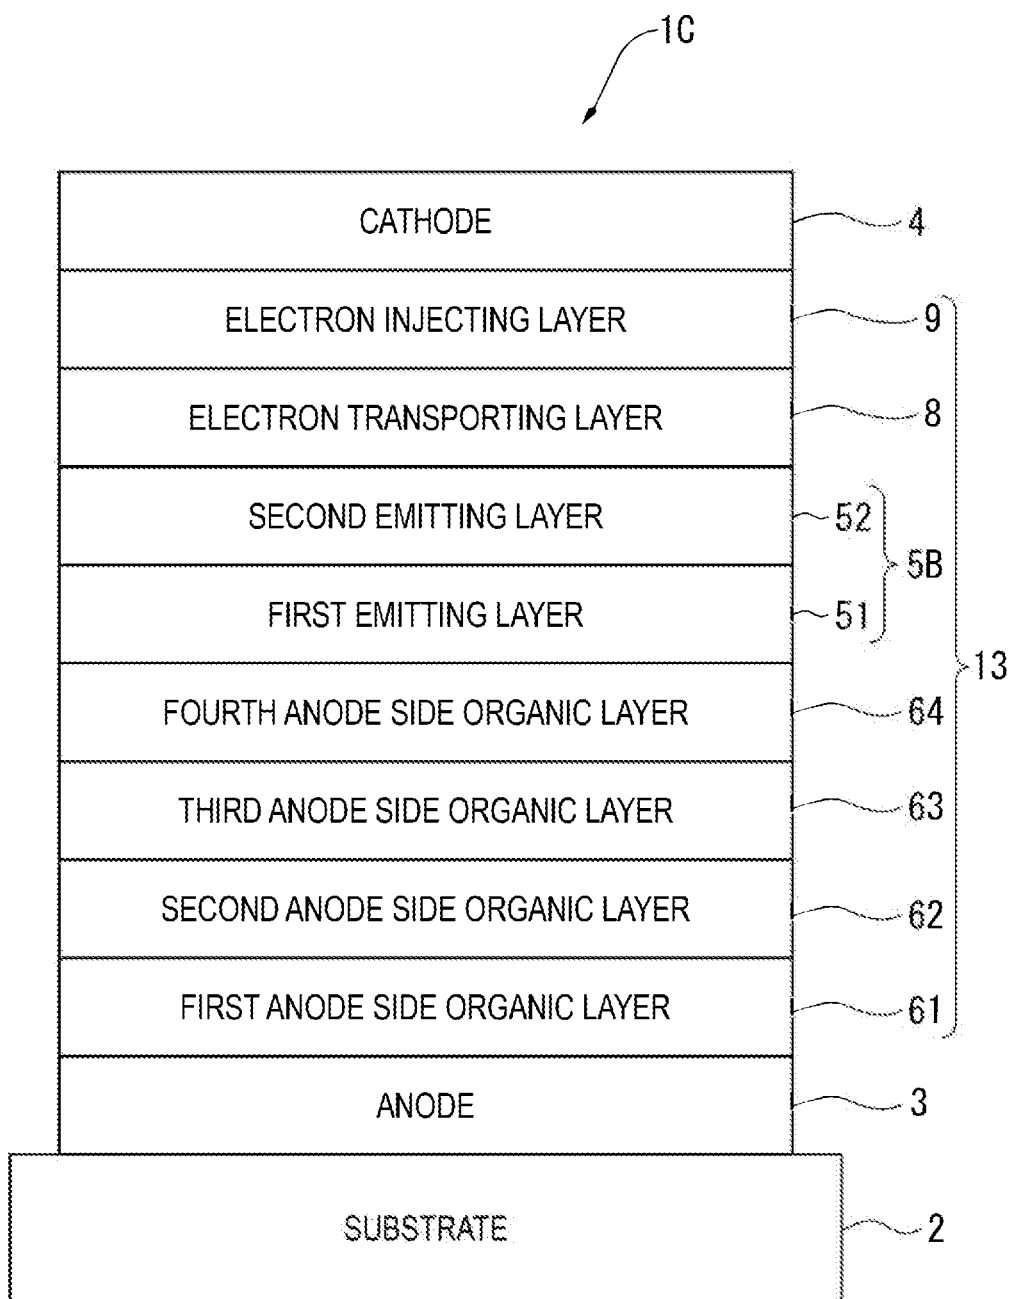 1C
CATHODE 4
ELECTRON INJECTING LAYER 9
ELECTRON TRANSPORTING LAYER 8
SECOND EMITTING LAYER 52
5B
FIRST EMITTING LAYER 51
13
FOURTH ANODE SIDE ORGANIC LAYER 64
THIRD ANODE SIDE ORGANIC LAYER 63
SECOND ANODE SIDE ORGANIC LAYER 62
FIRST ANODE SIDE ORGANIC LAYER 61
ANODE 3
SUBSTRATE 2